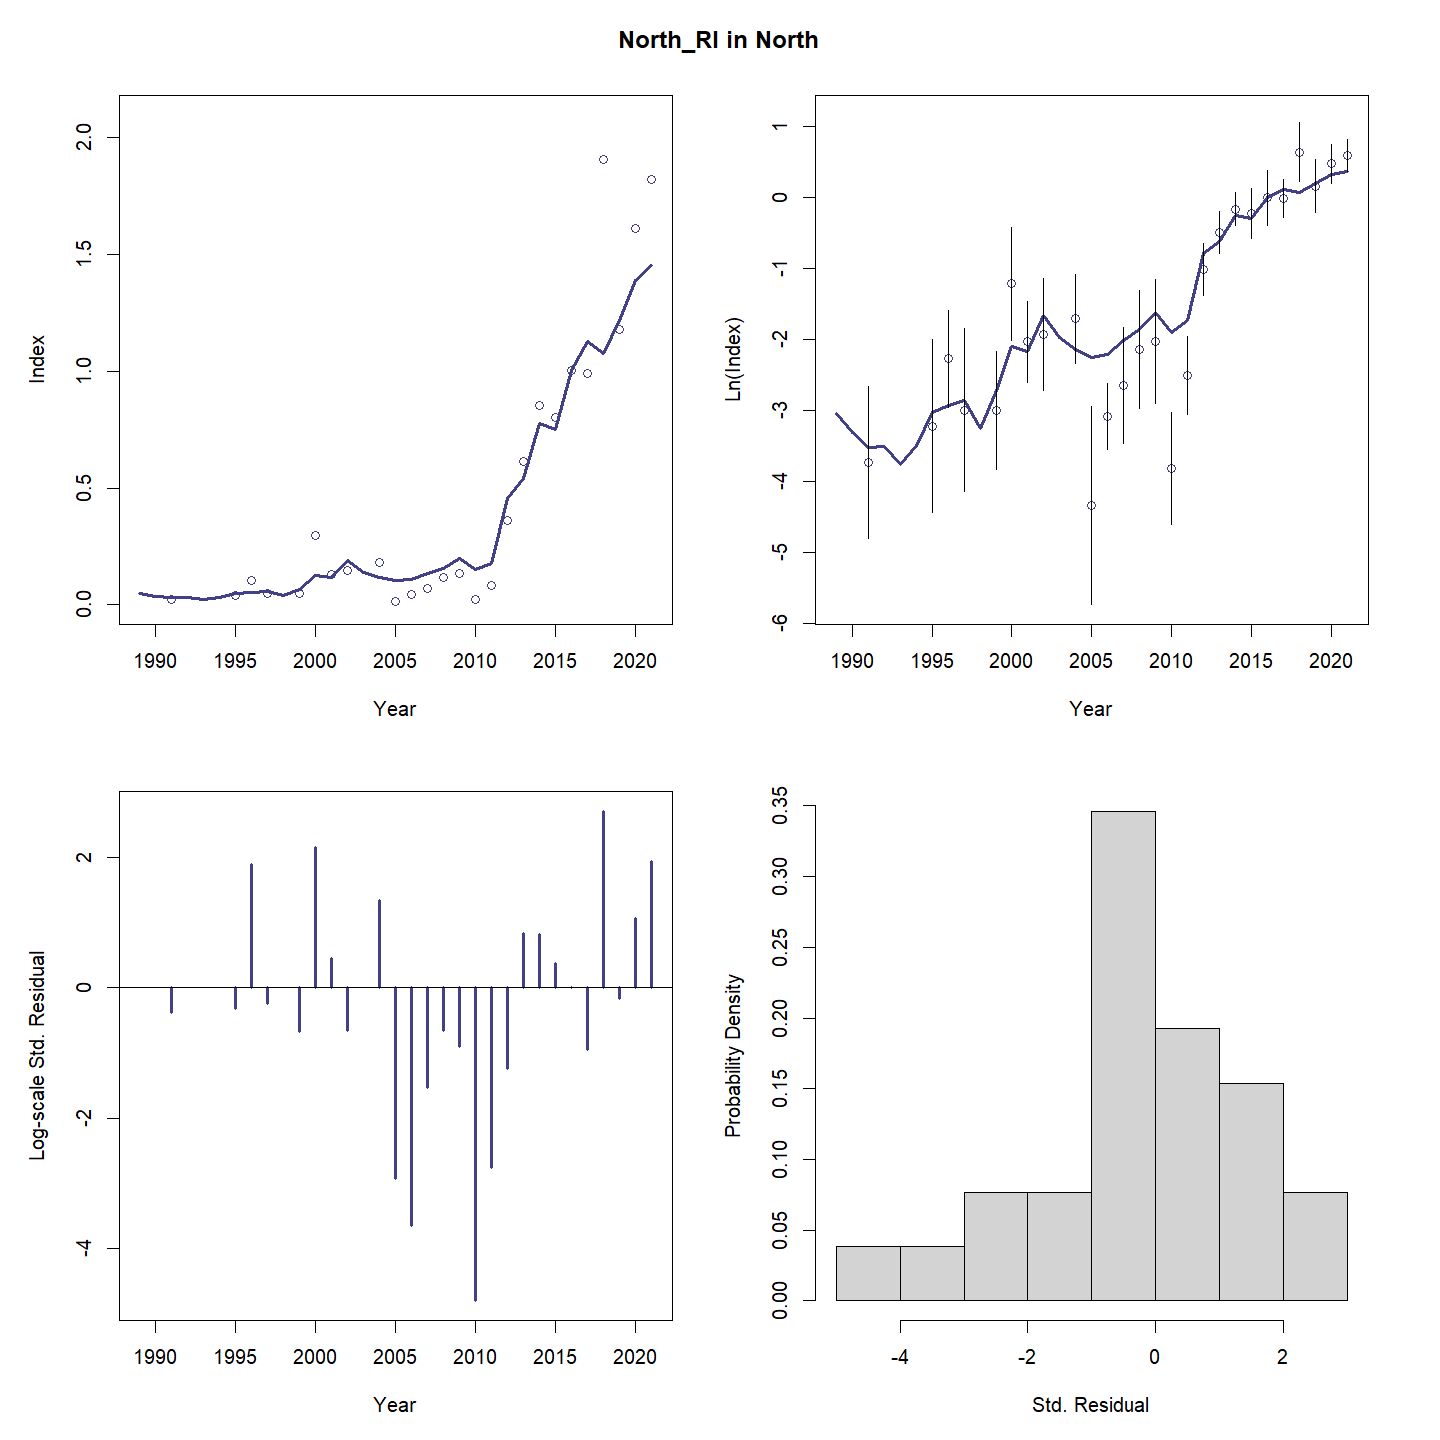 North_RI in North
Index
2.0
1.5
1.0
0.5
0.0
1990 1995 2000 2005 2010 2015 2020
Year
Ln(Index)
1
0
-1
-2
-3
-4
-5
-6
1990 1995 2000 2005 2010 2015 2020
Year
Log-scale Std. Residual
2
0
-2
-4
1990 1995 2000 2005 2010 2015 2020
Year
Probability Density
0.35
0.30
0.25
0.20
0.15
0.10
0.05
0.00
-4 -2 0 2
Std. Residual